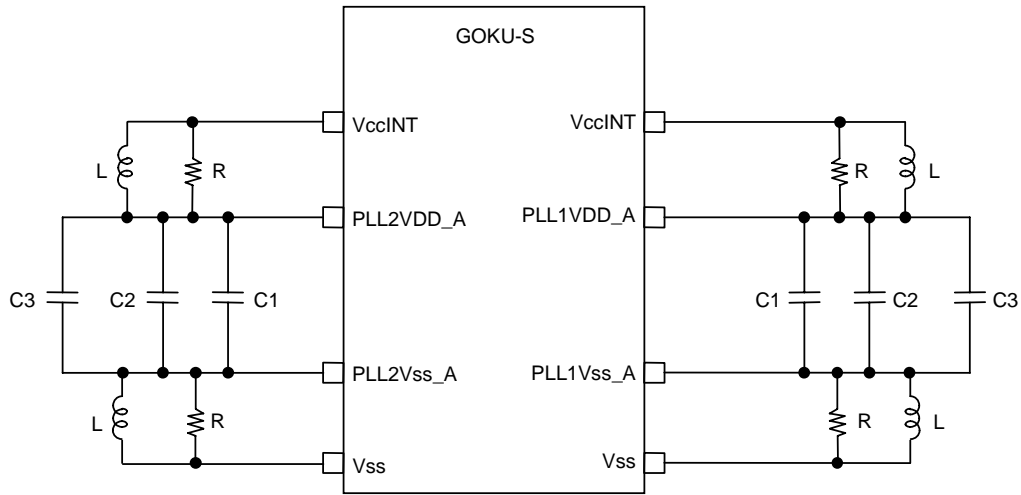 GOKU-S
VccINT VccINT
L R R L
PLL2VDD_A PLL1VDD_A
C3 C2 C1 C1 C2 C3
PLL2Vss_A PLL1Vss_A
L R R L
Vss Vss